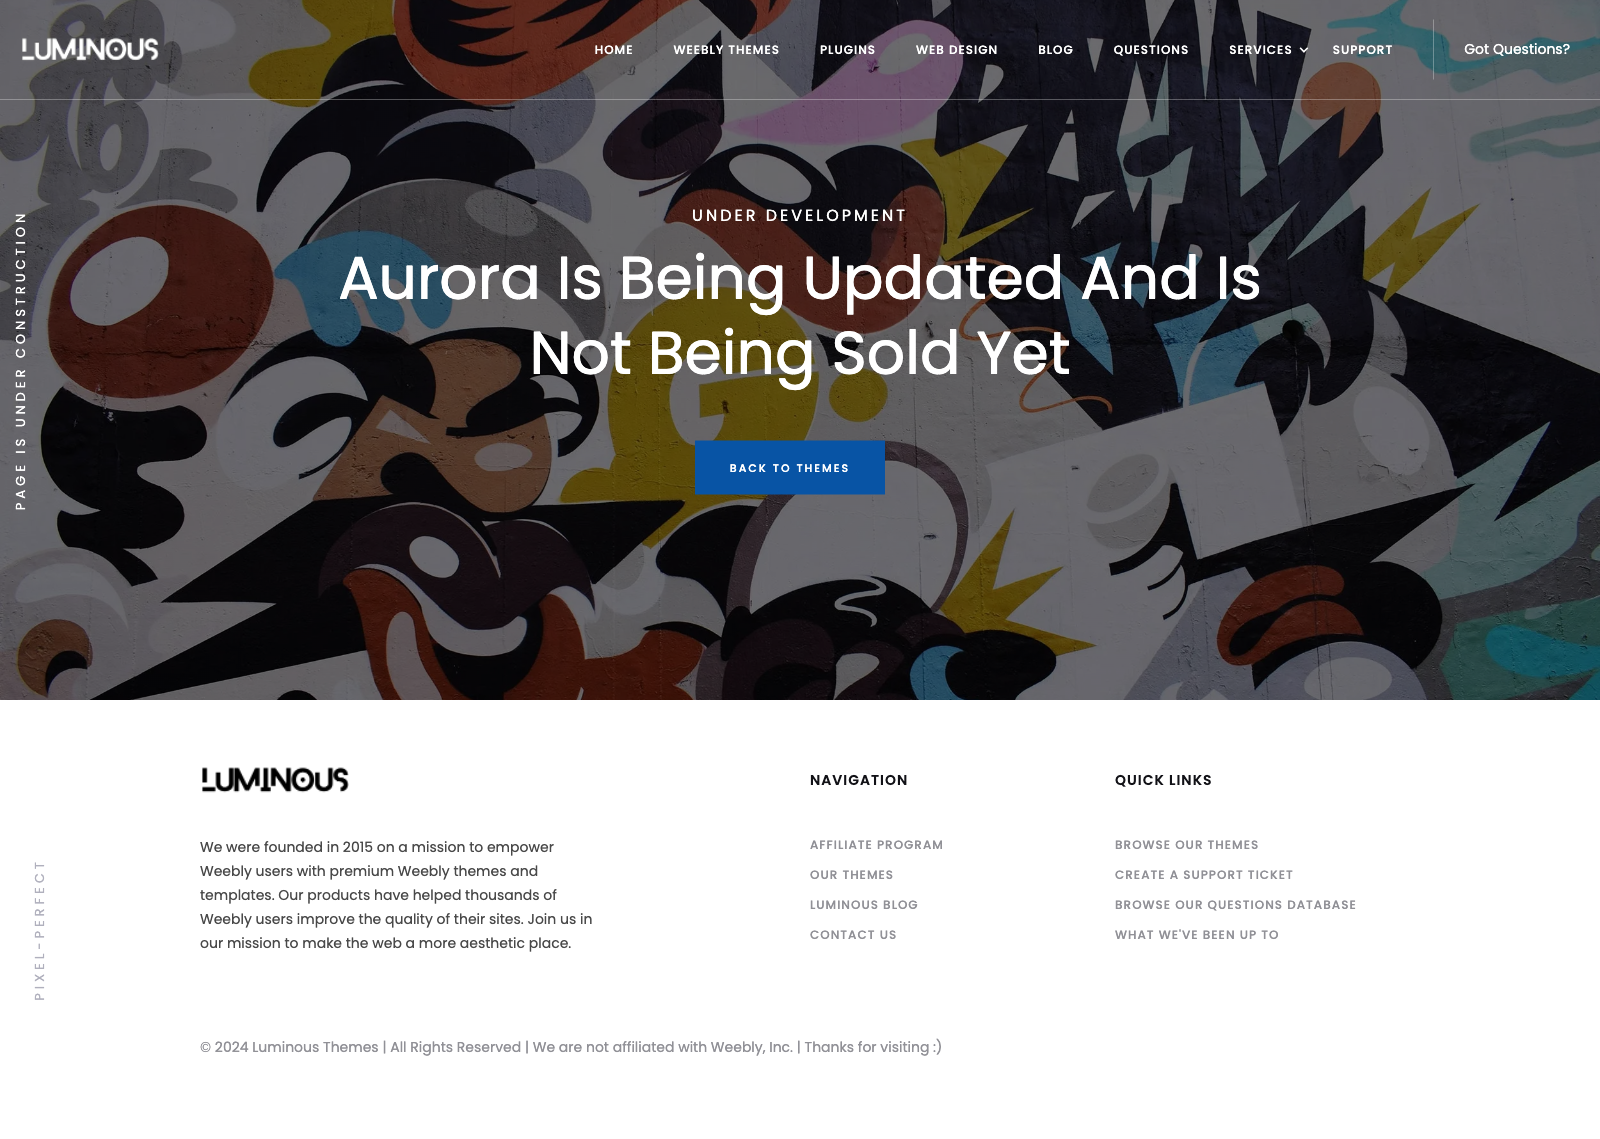 LUMINOUS
HOME WEEBLY THEMES PLUGINS WEB DESIGN BLOG QUESTIONS SERVICES SUPPORT Got Questions?
PAGE IS UNDER CONSTRUCTION
UNDER DEVELOPMENT
Aurora Is Being Updated And Is
Not Being Sold Yet
BACK TO THEMES
LUMINOUS
We were founded in 2015 on a mission to empower
Weebly users with premium Weebly themes and
templates. Our products have helped thousands of
Weebly users improve the quality of their sites. Join us in
our mission to make the web a more aesthetic place.
NAVIGATION
AFFILIATE PROGRAM
OUR THEMES
LUMINOUS BLOG
CONTACT US
QUICK LINKS
BROWSE OUR THEMES
CREATE A SUPPORT TICKET
BROWSE OUR QUESTIONS DATABASE
WHAT WE'VE BEEN UP TO
PIXEL-PERFECT
© 2024 Luminous Themes | All Rights Reserved | We are not affiliated with Weebly, Inc. | Thanks for visiting :)